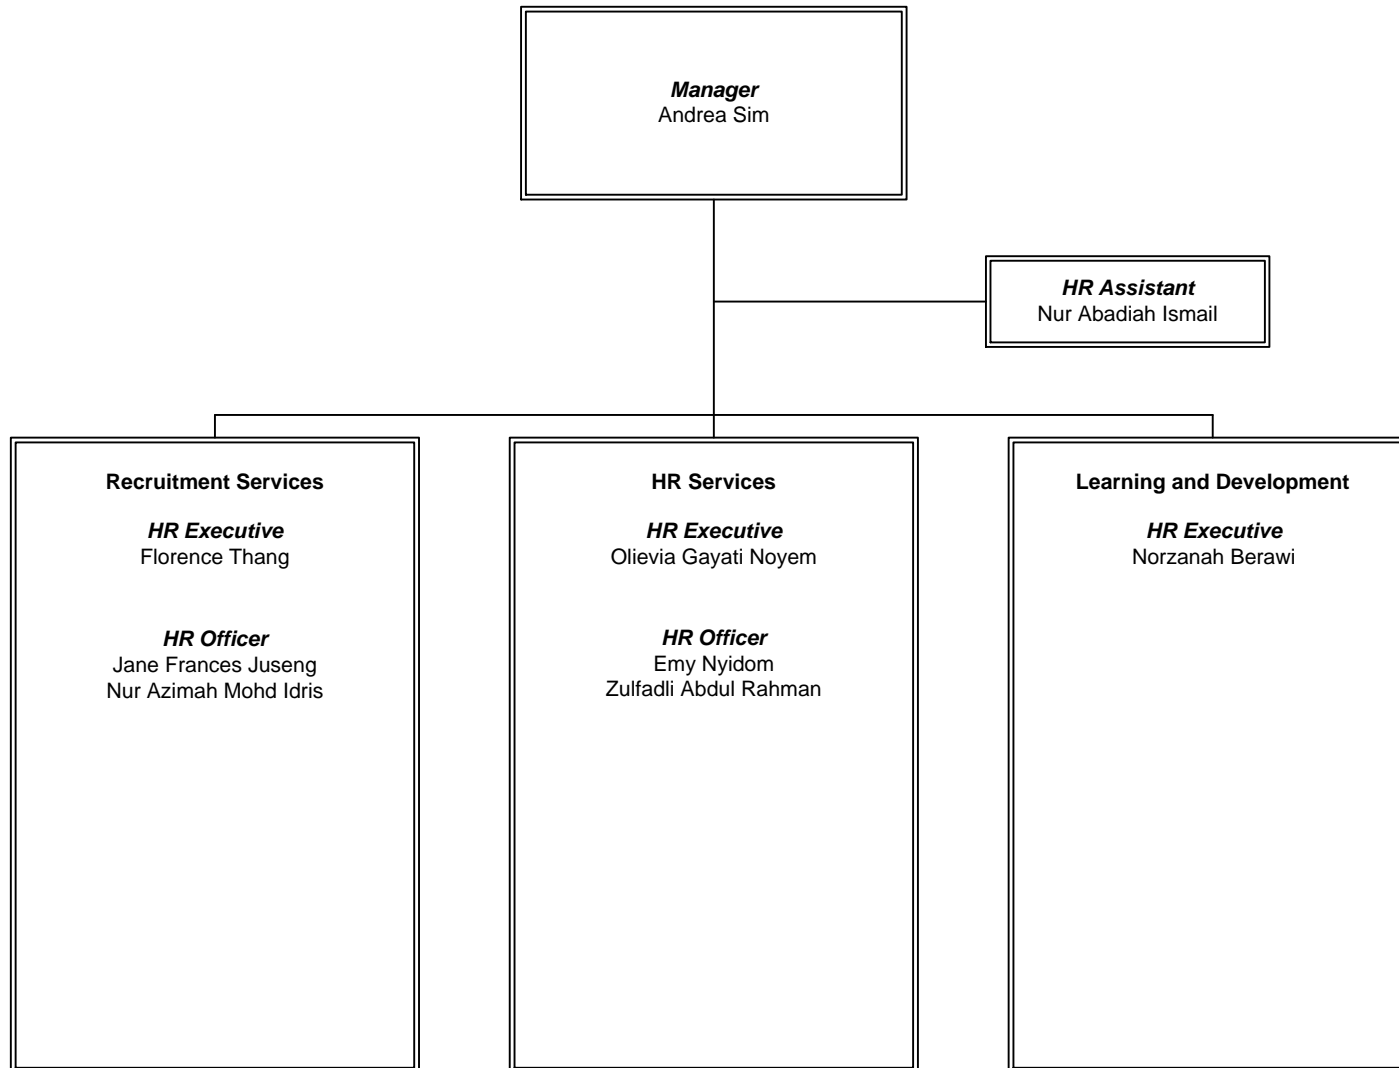 Manager
Andrea Sim
HR Assistant
Nur Abadiah Ismail
Recruitment Services
HR Executive
Florence Thang
HR Officer
Jane Frances Juseng
Nur Azimah Mohd Idris
HR Services
HR Executive
Olievia Gayati Noyem
HR Officer
Emy Nyidom
Zulfadli Abdul Rahman
Learning and Development
HR Executive
Norzanah Berawi